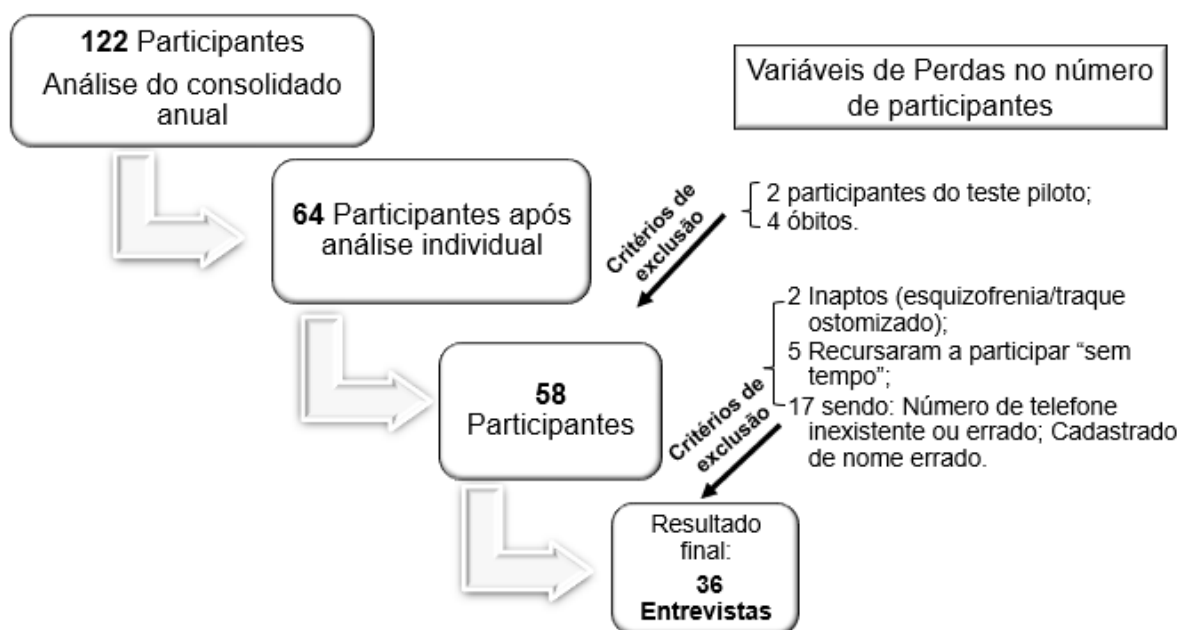 122 Participantes
Análise do consolidado
anual
Variáveis de Perdas no número
de participantes
64 Participantes após
análise individual
Critérios de
exclusão
2 participantes do teste piloto;
4 óbitos.
58
Participantes
Critérios de
exclusão
2 Inaptos (esquizofrenia/traque
ostomizado);
5 Recursaram a participar “sem
tempo”;
17 sendo: Número de telefone
inexistente ou errado; Cadastrado
de nome errado.
Resultado
final:
36
Entrevistas